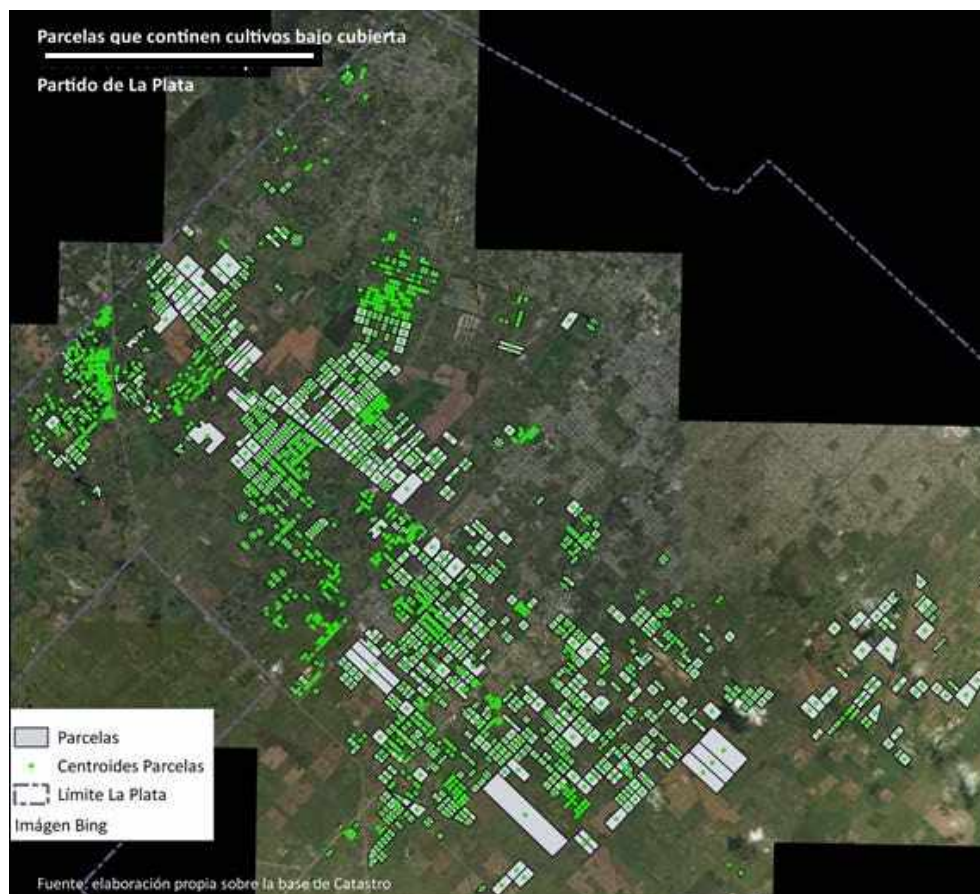 Parcelas que continen cultivos bajo cubierta
Partido de La Plata
Parcelas
Centroides Parcelas
Límite La Plata
Imágen Bing
Fuente: elaboración propia sobre la base de Catastro